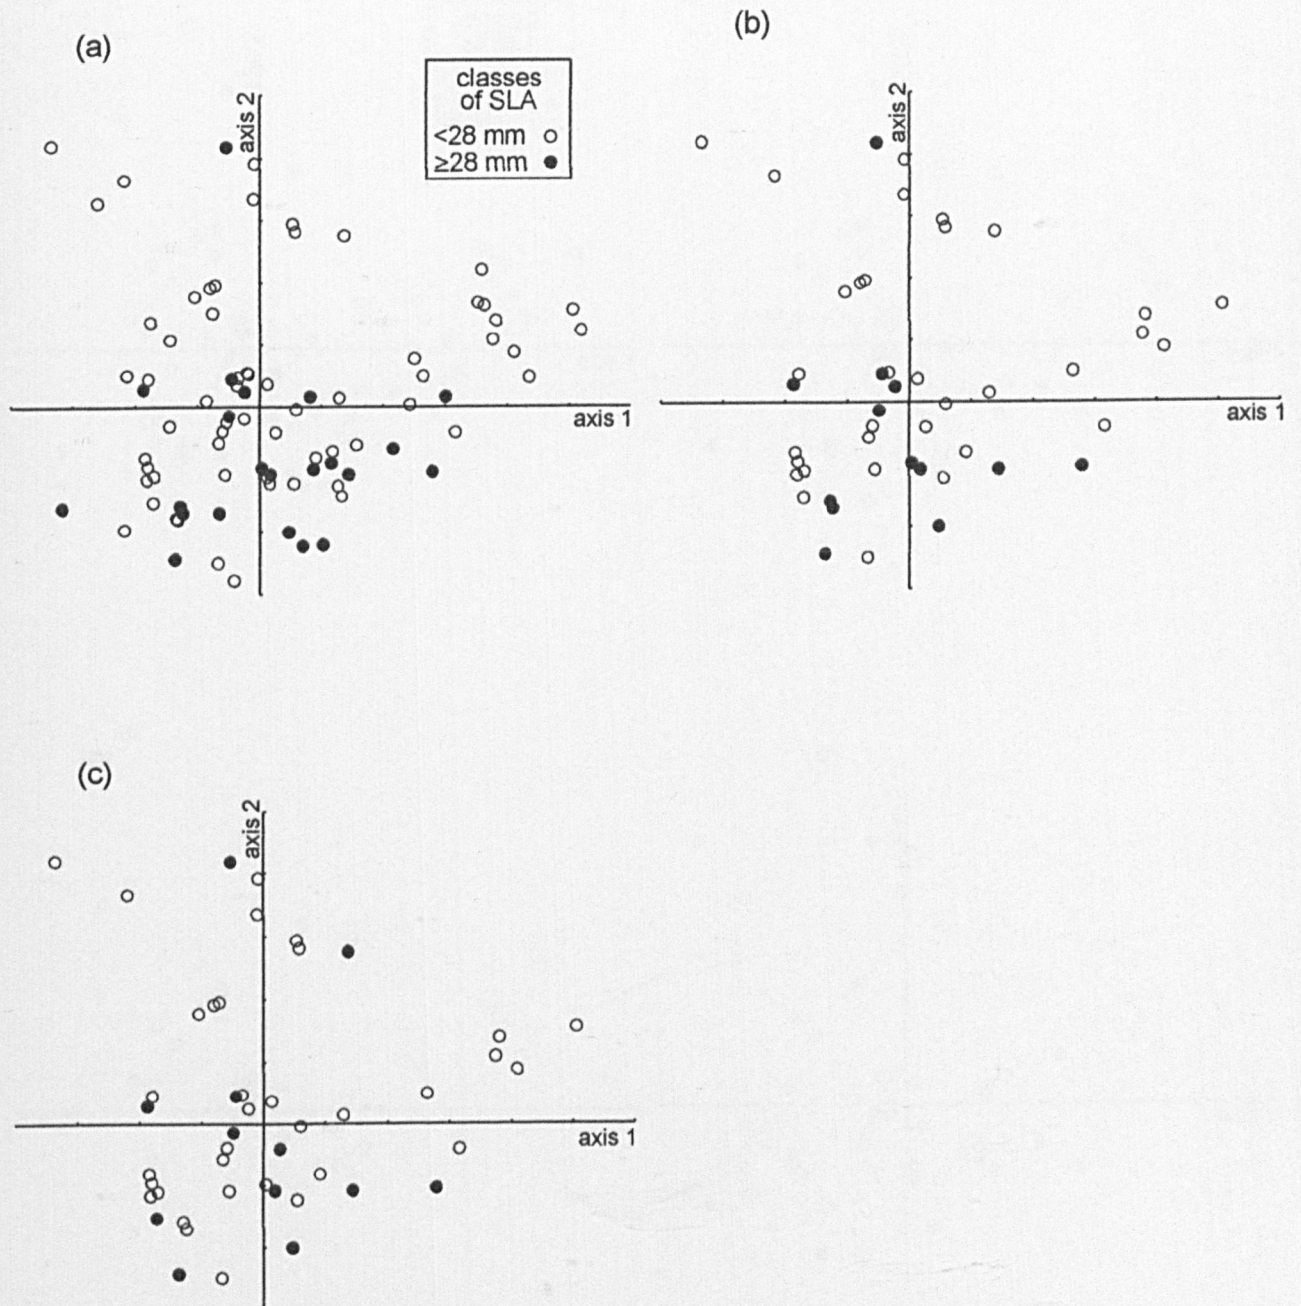 (a)
(b)
classes
of SLA
<28 mm
≥28 mm
axis 2
axis 1
axis 2
axis 1
(c)
axis 2
axis 1